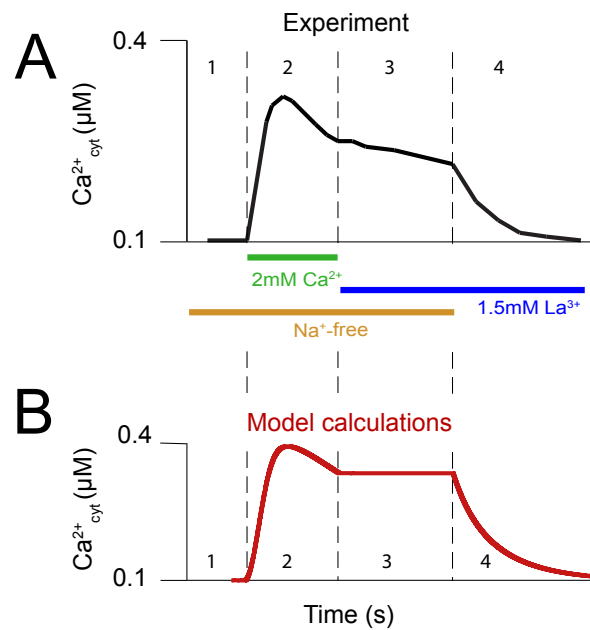 A
Experiment
0.4
1 2 3 4
Ca²⁺cyt (µM)
0.1
2mM Ca²⁺
1.5mM La³⁺
Na⁺-free
B
Model calculations
0.4
Ca²⁺cyt (µM)
1 2 3 4
0.1
Time (s)